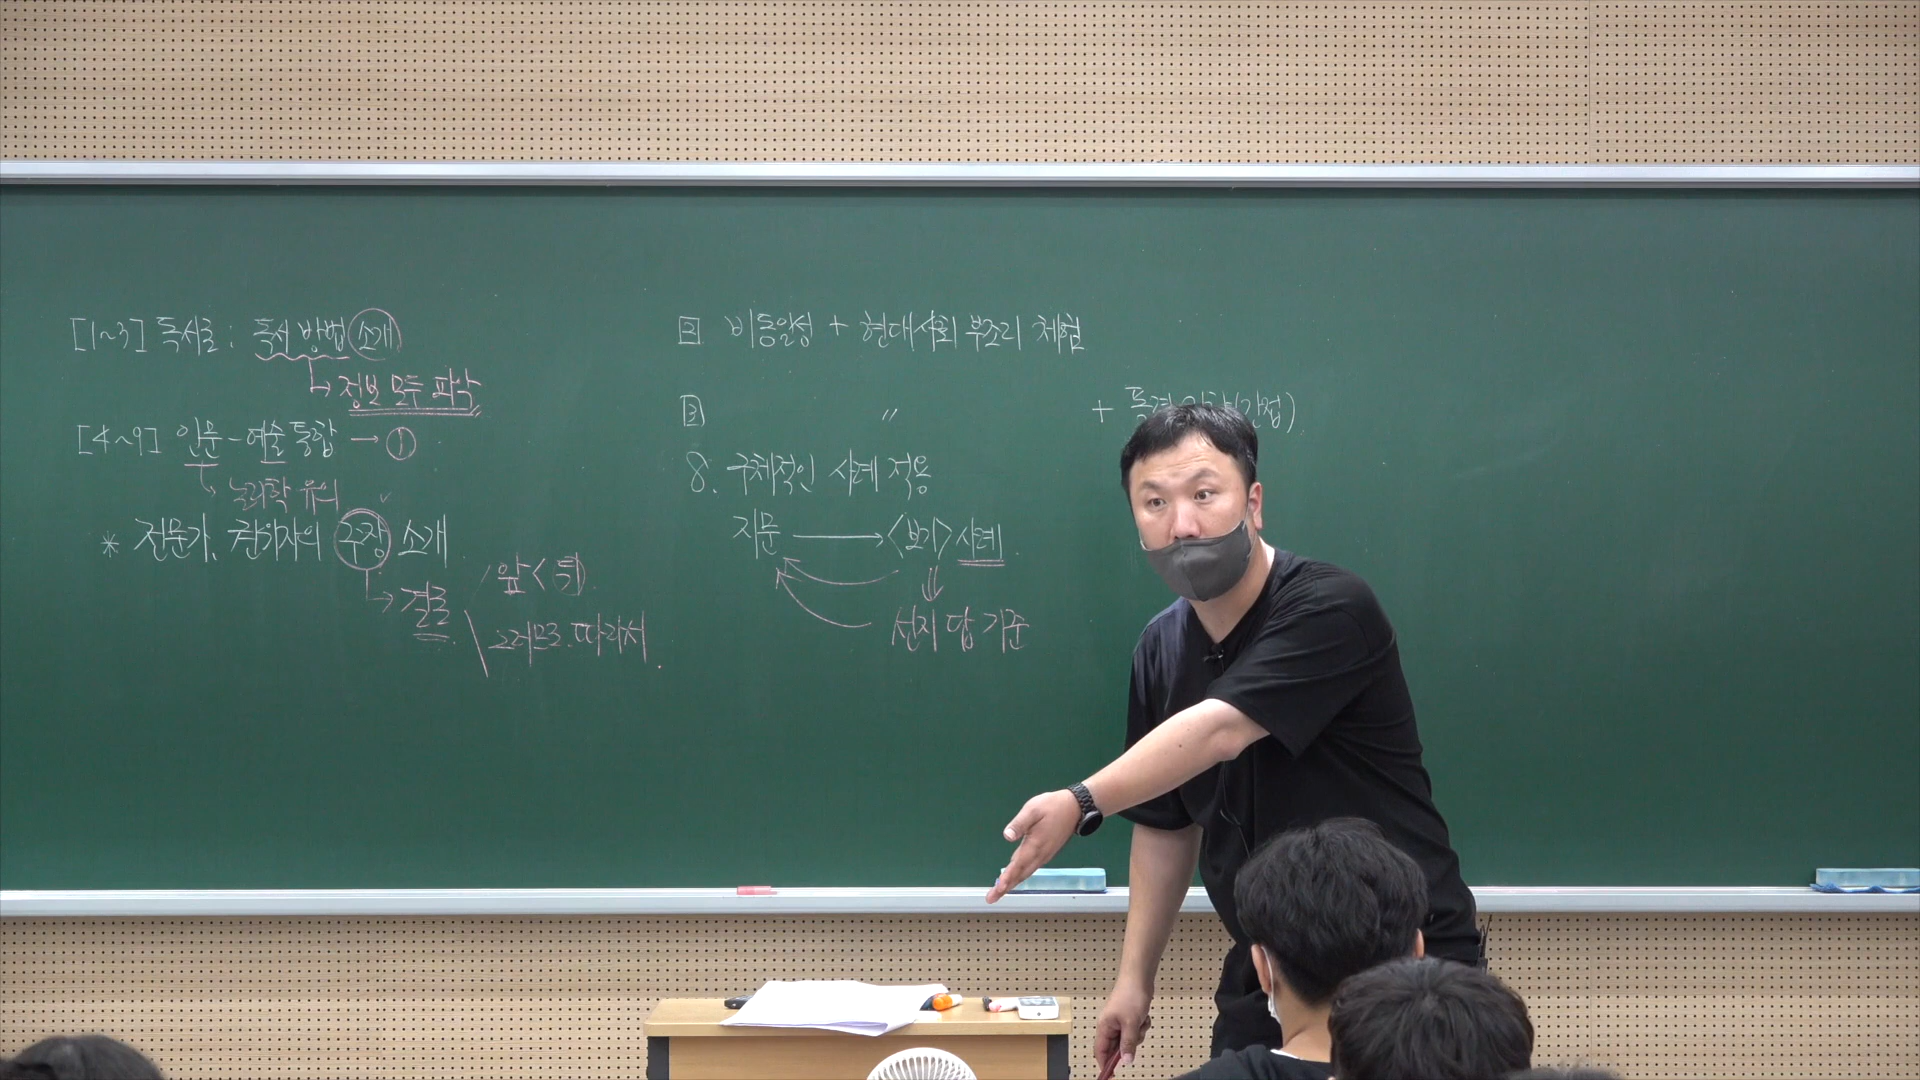 [1~3] 독서론 : 독서 방법 소개
↳ 정보 모두 파악
[4~9] 인문-예술 통합 → ①
↳ 논리학 유의
* 전문가, 권위자의 주장 소개
↳ 결론
앞 < 뒤
그러므로. 따라서
비동일성 + 현대사회 부조리 체험
〃 +
8. 구체적인 사례 적용
지문 → <보기> 사례
⇓
선지 답 기준